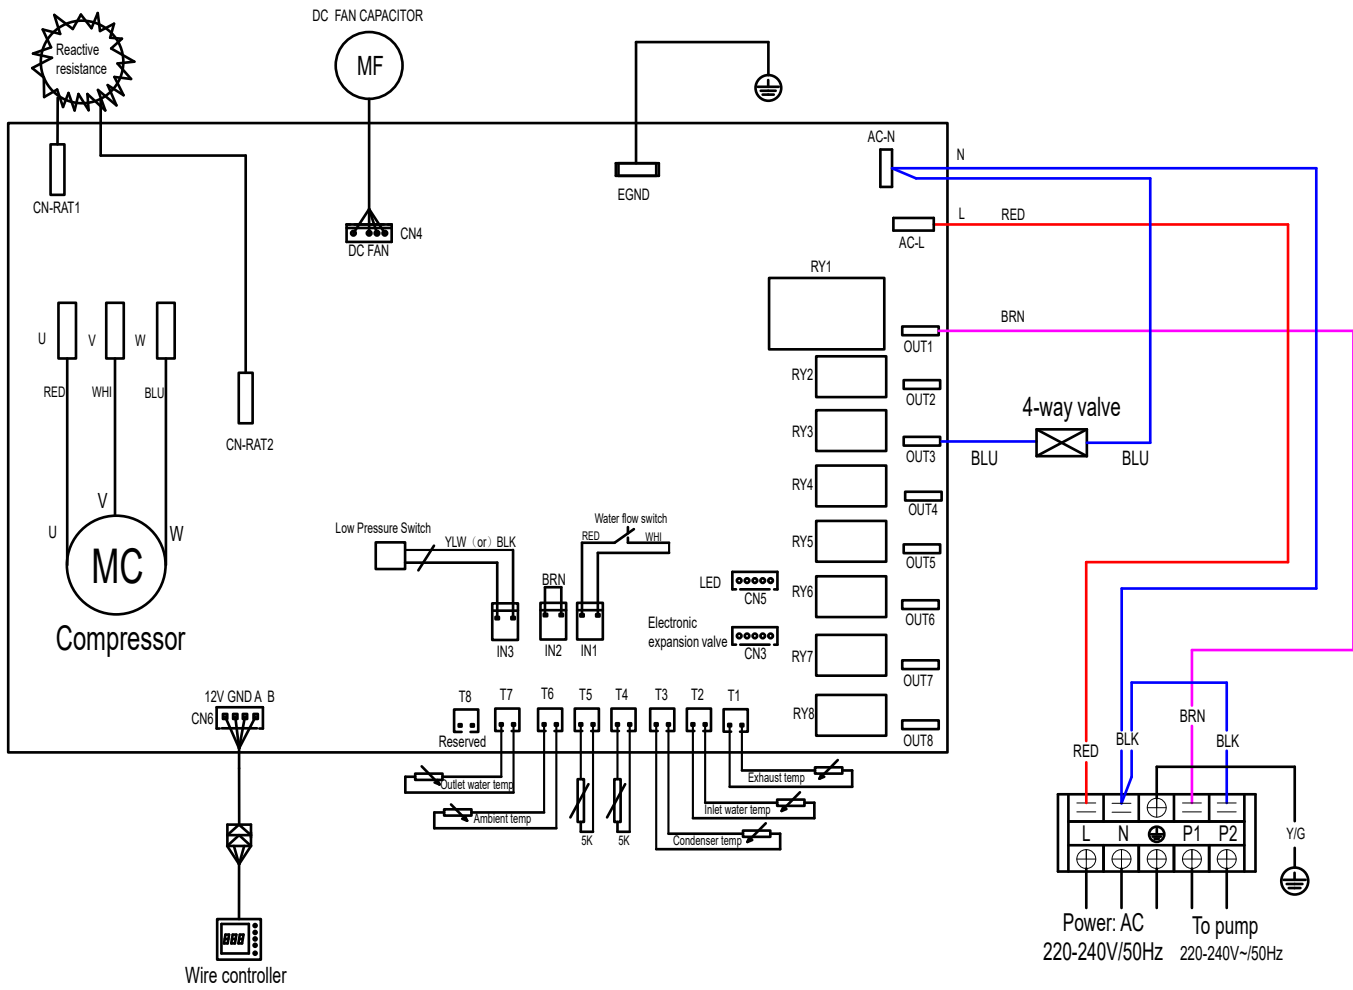 DC FAN CAPACITOR
Reactive
resistance
MF
AC-N
N
CN-RAT1
EGND
CN4
DC FAN
L
RED
AC-L
RY1
BRN
OUT1
U
V
W
RY2
OUT2
RED
WHI
BLU
4-way valve
CN-RAT2
RY3
OUT3
BLU
BLU
RY4
OUT4
V
U
W
MC
Compressor
Low Pressure Switch
YLW (or) BLK
Water flow switch
RED
WHI
RY5
OUT5
BRN
LED
CN5
RY6
OUT6
Electronic
expansion valve
CN3
IN3
IN2
IN1
RY7
OUT7
12V GND A B
CN6
T8
T7
T6
T5
T4
T3
T2
T1
RY8
Reserved
OUT8
BRN
RED
BLK
BLK
Outlet water temp
Exhaust temp
Ambient temp
Inlet water temp
5K
5K
Condenser temp
L
N
P1
P2
Y/G
Power: AC
220-240V/50Hz
To pump
220-240V~/50Hz
888
Wire controller